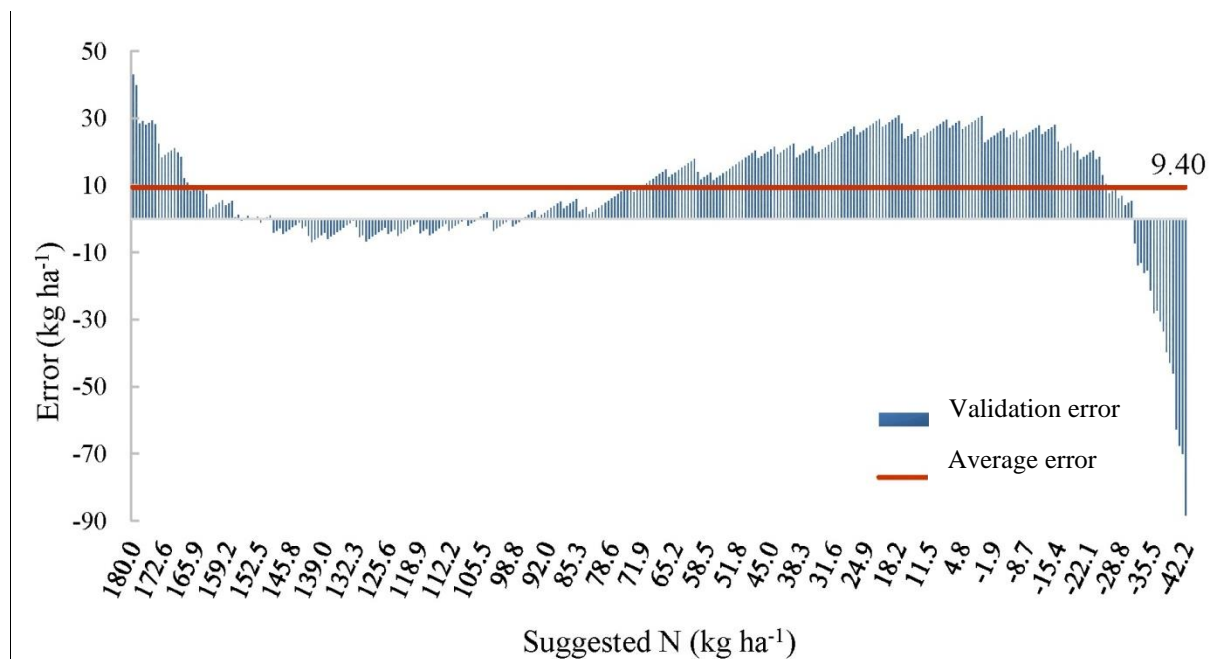 50
30
10
-10
-30
-50
-70
-90
Error (kg ha⁻¹)
9.40
Validation error
Average error
180.0 172.6 165.9 159.2 152.5 145.8 139.0 132.3 125.6 118.9 112.2 105.5 98.8 92.0 85.3 78.6 71.9 65.2 58.5 51.8 45.0 38.3 31.6 24.9 18.2 11.5 4.8 -1.9 -8.7 -15.4 -22.1 -28.8 -35.5 -42.2
Suggested N (kg ha⁻¹)